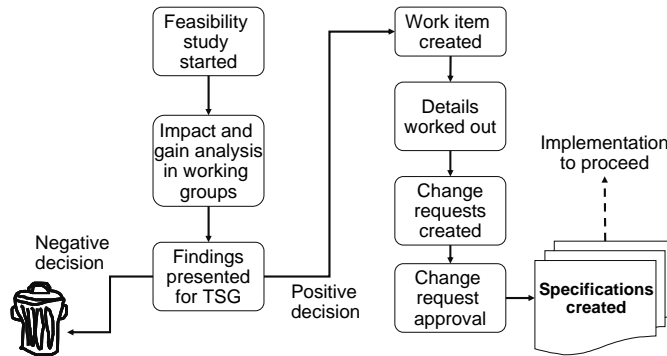 Feasibility
study
started
Impact and
gain analysis
in working
groups
Negative
decision
Findings
presented
for TSG
Positive
decision
Work item
created
Details
worked out
Change
requests
created
Change
request
approval
Implementation
to proceed
Specifications
created